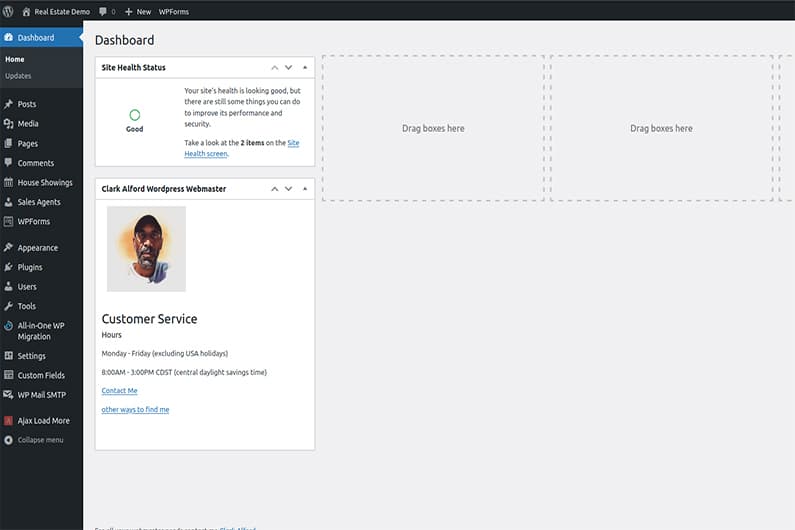 Real Estate Demo
0
New
WPForms
Dashboard
Home
Updates
Posts
Media
Pages
Comments
House Showings
Sales Agents
WPForms
Appearance
Plugins
Users
Tools
All-in-One WP
Migration
Settings
Custom Fields
WP Mail SMTP
Ajax Load More
Collapse menu
Dashboard
Site Health Status
Good
Your site's health is looking good, but
there are still some things you can do
to improve its performance and
security.
Take a look at the 2 items on the Site
Health screen.
Drag boxes here
Drag boxes here
Clark Alford Wordpress Webmaster
Customer Service
Hours
Monday - Friday (excluding USA holidays)
8:00AM - 3:00PM CDST (central daylight savings time)
Contact Me
other ways to find me